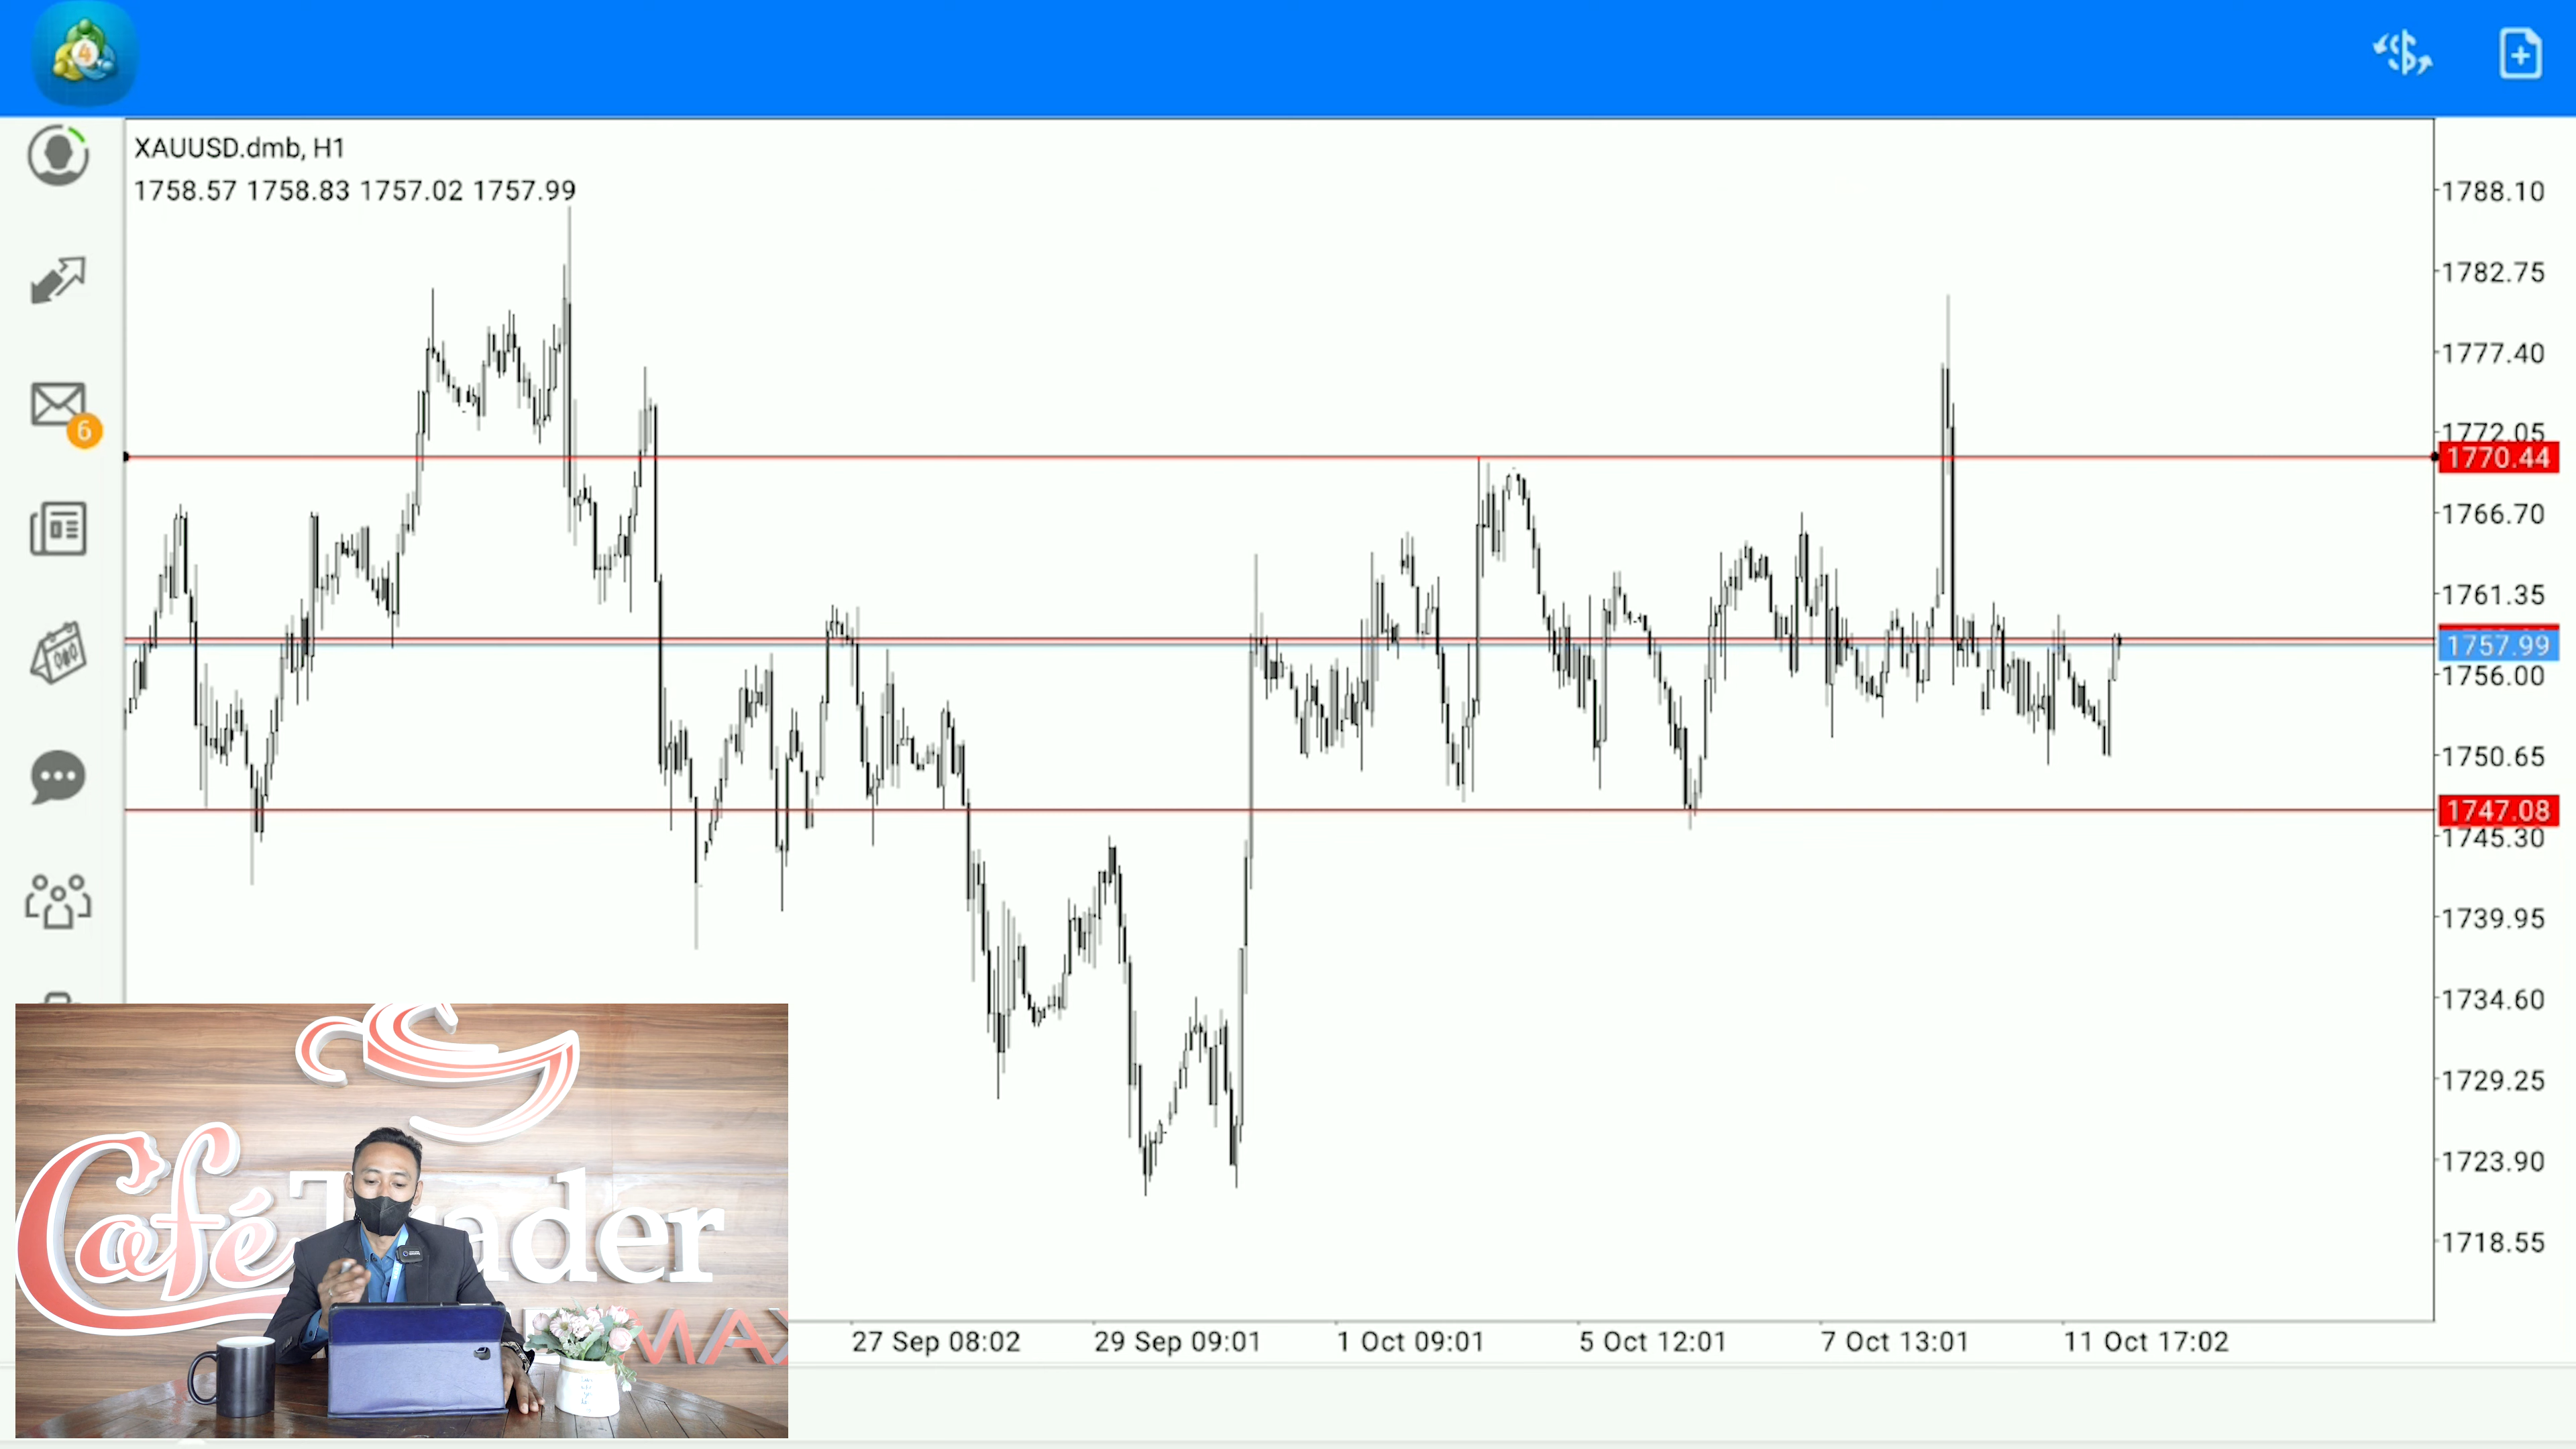 4
XAUUSD.dmb, H1
1758.57 1758.83 1757.02 1757.99
6
1788.10
1782.75
1777.40
1772.05
1770.44
1766.70
1761.35
1757.99
1756.00
1750.65
1747.08
1745.30
1739.95
1734.60
1729.25
1723.90
1718.55
27 Sep 08:02
29 Sep 09:01
1 Oct 09:01
5 Oct 12:01
7 Oct 13:01
11 Oct 17:02
Café Trader
MAX